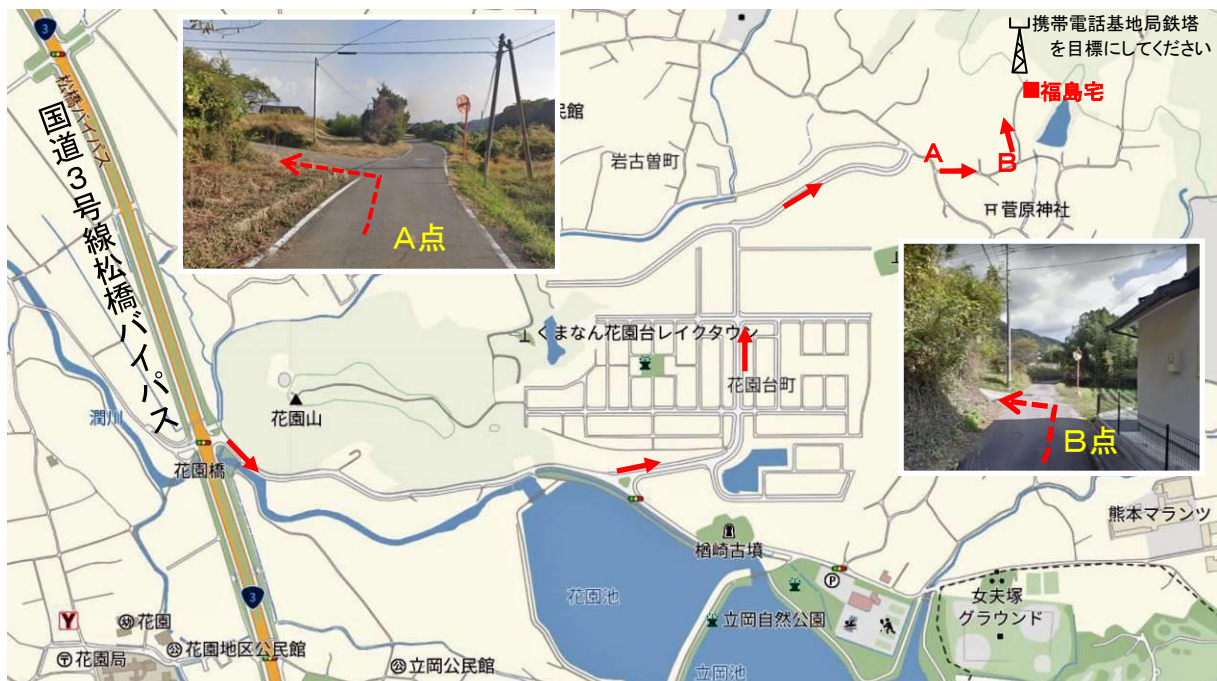 3
松橋バイパス
国道3号線松橋バイパス
A点
民館
岩古曽町
携帯電話基地局鉄塔
を目標にしてください
■福島宅
A
B
菅原神社
B点
くまなん花園台レイクタウン
花園台町
花園山
潤川
花園橋
熊本マランツ
楢崎古墳
P
花園池
立岡自然公園
女夫塚
グラウンド
3
Y
幼花園
〒花園局
公花園地区公民館
公立岡公民館
立岡池